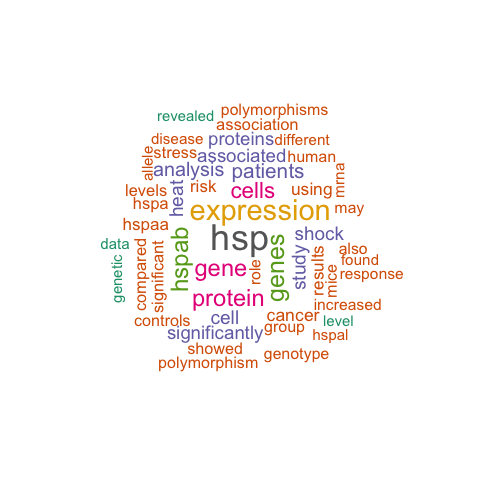 revealed
polymorphisms
association
disease
proteins
different
allele
stress
associated
human
analysis
patients
mrna
levels
risk
cells
using
heat
hspa
expression
may
hspaa
hsp
shock
data
hspab
genes
also
genetic
compared
significant
gene
role
study
results
mice
found
response
protein
increased
controls
cell
cancer
level
significantly
group
hspal
showed
genotype
polymorphism